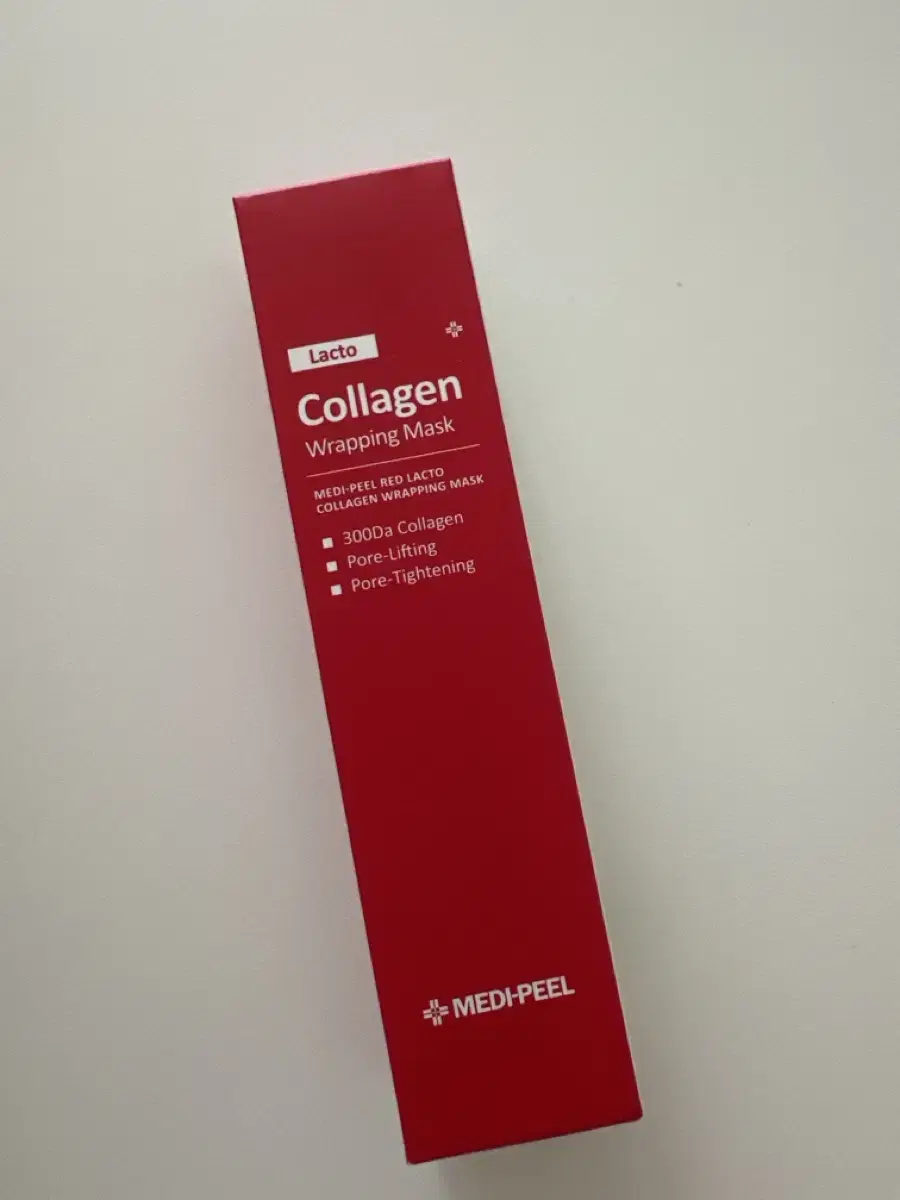 Lacto
Collagen
Wrapping Mask
MEDI-PEEL RED LACTO
COLLAGEN WRAPPING MASK
300Da Collagen
Pore-Lifting
Pore-Tightening
MEDI-PEEL